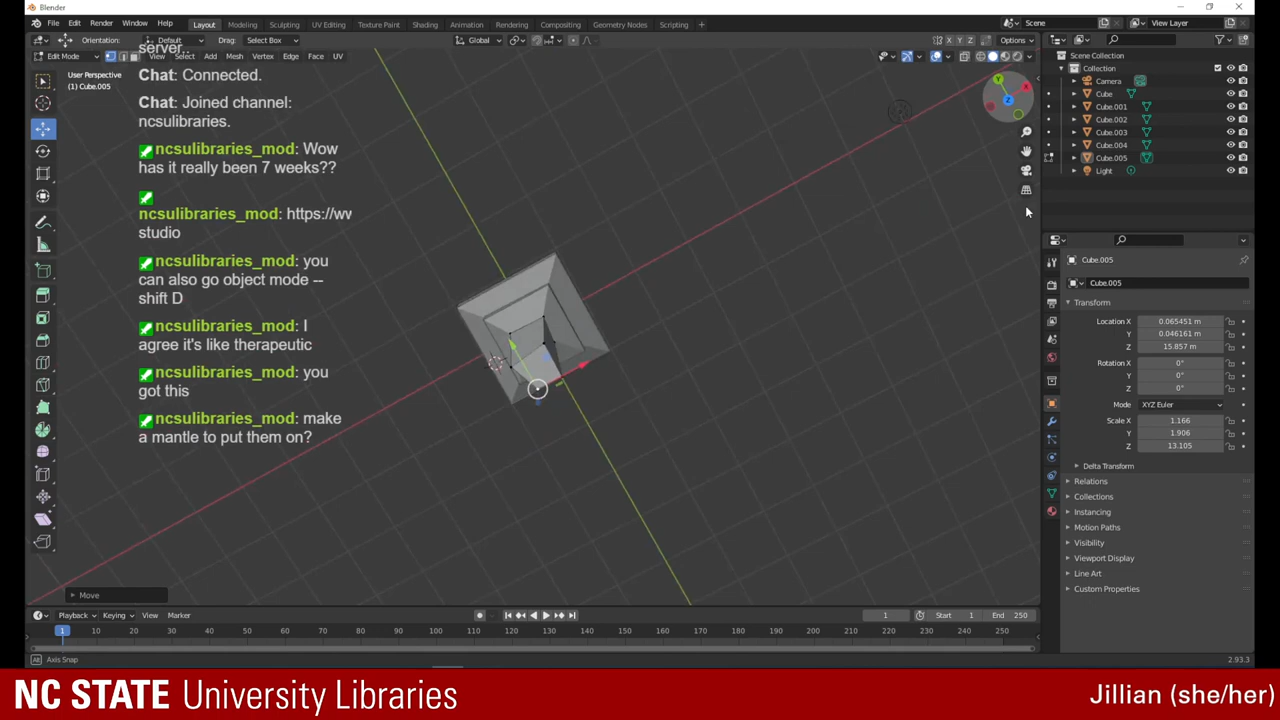 Blender
File Edit Render Window Help
Layout Modeling Sculpting UV Editing Texture Paint Shading Animation Rendering Compositing Geometry Nodes Scripting
Scene View Layer
Orientation: Default Drag: Select Box Global X Y Z Options
Edit Mode View Select Add Mesh Vertex Edge Face UV
server..
User Perspective
(1) Cube.005
Chat: Connected.
Chat: Joined channel:
ncsulibraries.
ncsulibraries_mod: Wow
has it really been 7 weeks??
ncsulibraries_mod: https://wv
studio
ncsulibraries_mod: you
can also go object mode --
shift D
ncsulibraries_mod: I
agree it's like therapeutic
ncsulibraries_mod: you
got this
ncsulibraries_mod: make
a mantle to put them on?
Y X Z
Move
Scene Collection
Collection
Camera
Cube
Cube.001
Cube.002
Cube.003
Cube.004
Cube.005
Light
Cube.005
Cube.005
Transform
Location X 0.065451 m
Y 0.046161 m
Z 15.857 m
Rotation X 0°
Y 0°
Z 0°
Mode XYZ Euler
Scale X 1.166
Y 1.906
Z 13.105
Delta Transform
Relations
Collections
Instancing
Motion Paths
Visibility
Viewport Display
Line Art
Custom Properties
Playback Keying View Marker 1 Start 1 End 250
1 10 20 30 40 50 60 70 80 90 100 110 120 130 140 150 160 170 180 190 200 210 220 230 240 250
Alt Axis Snap 2.93.3
NC STATE University Libraries
Jillian (she/her)